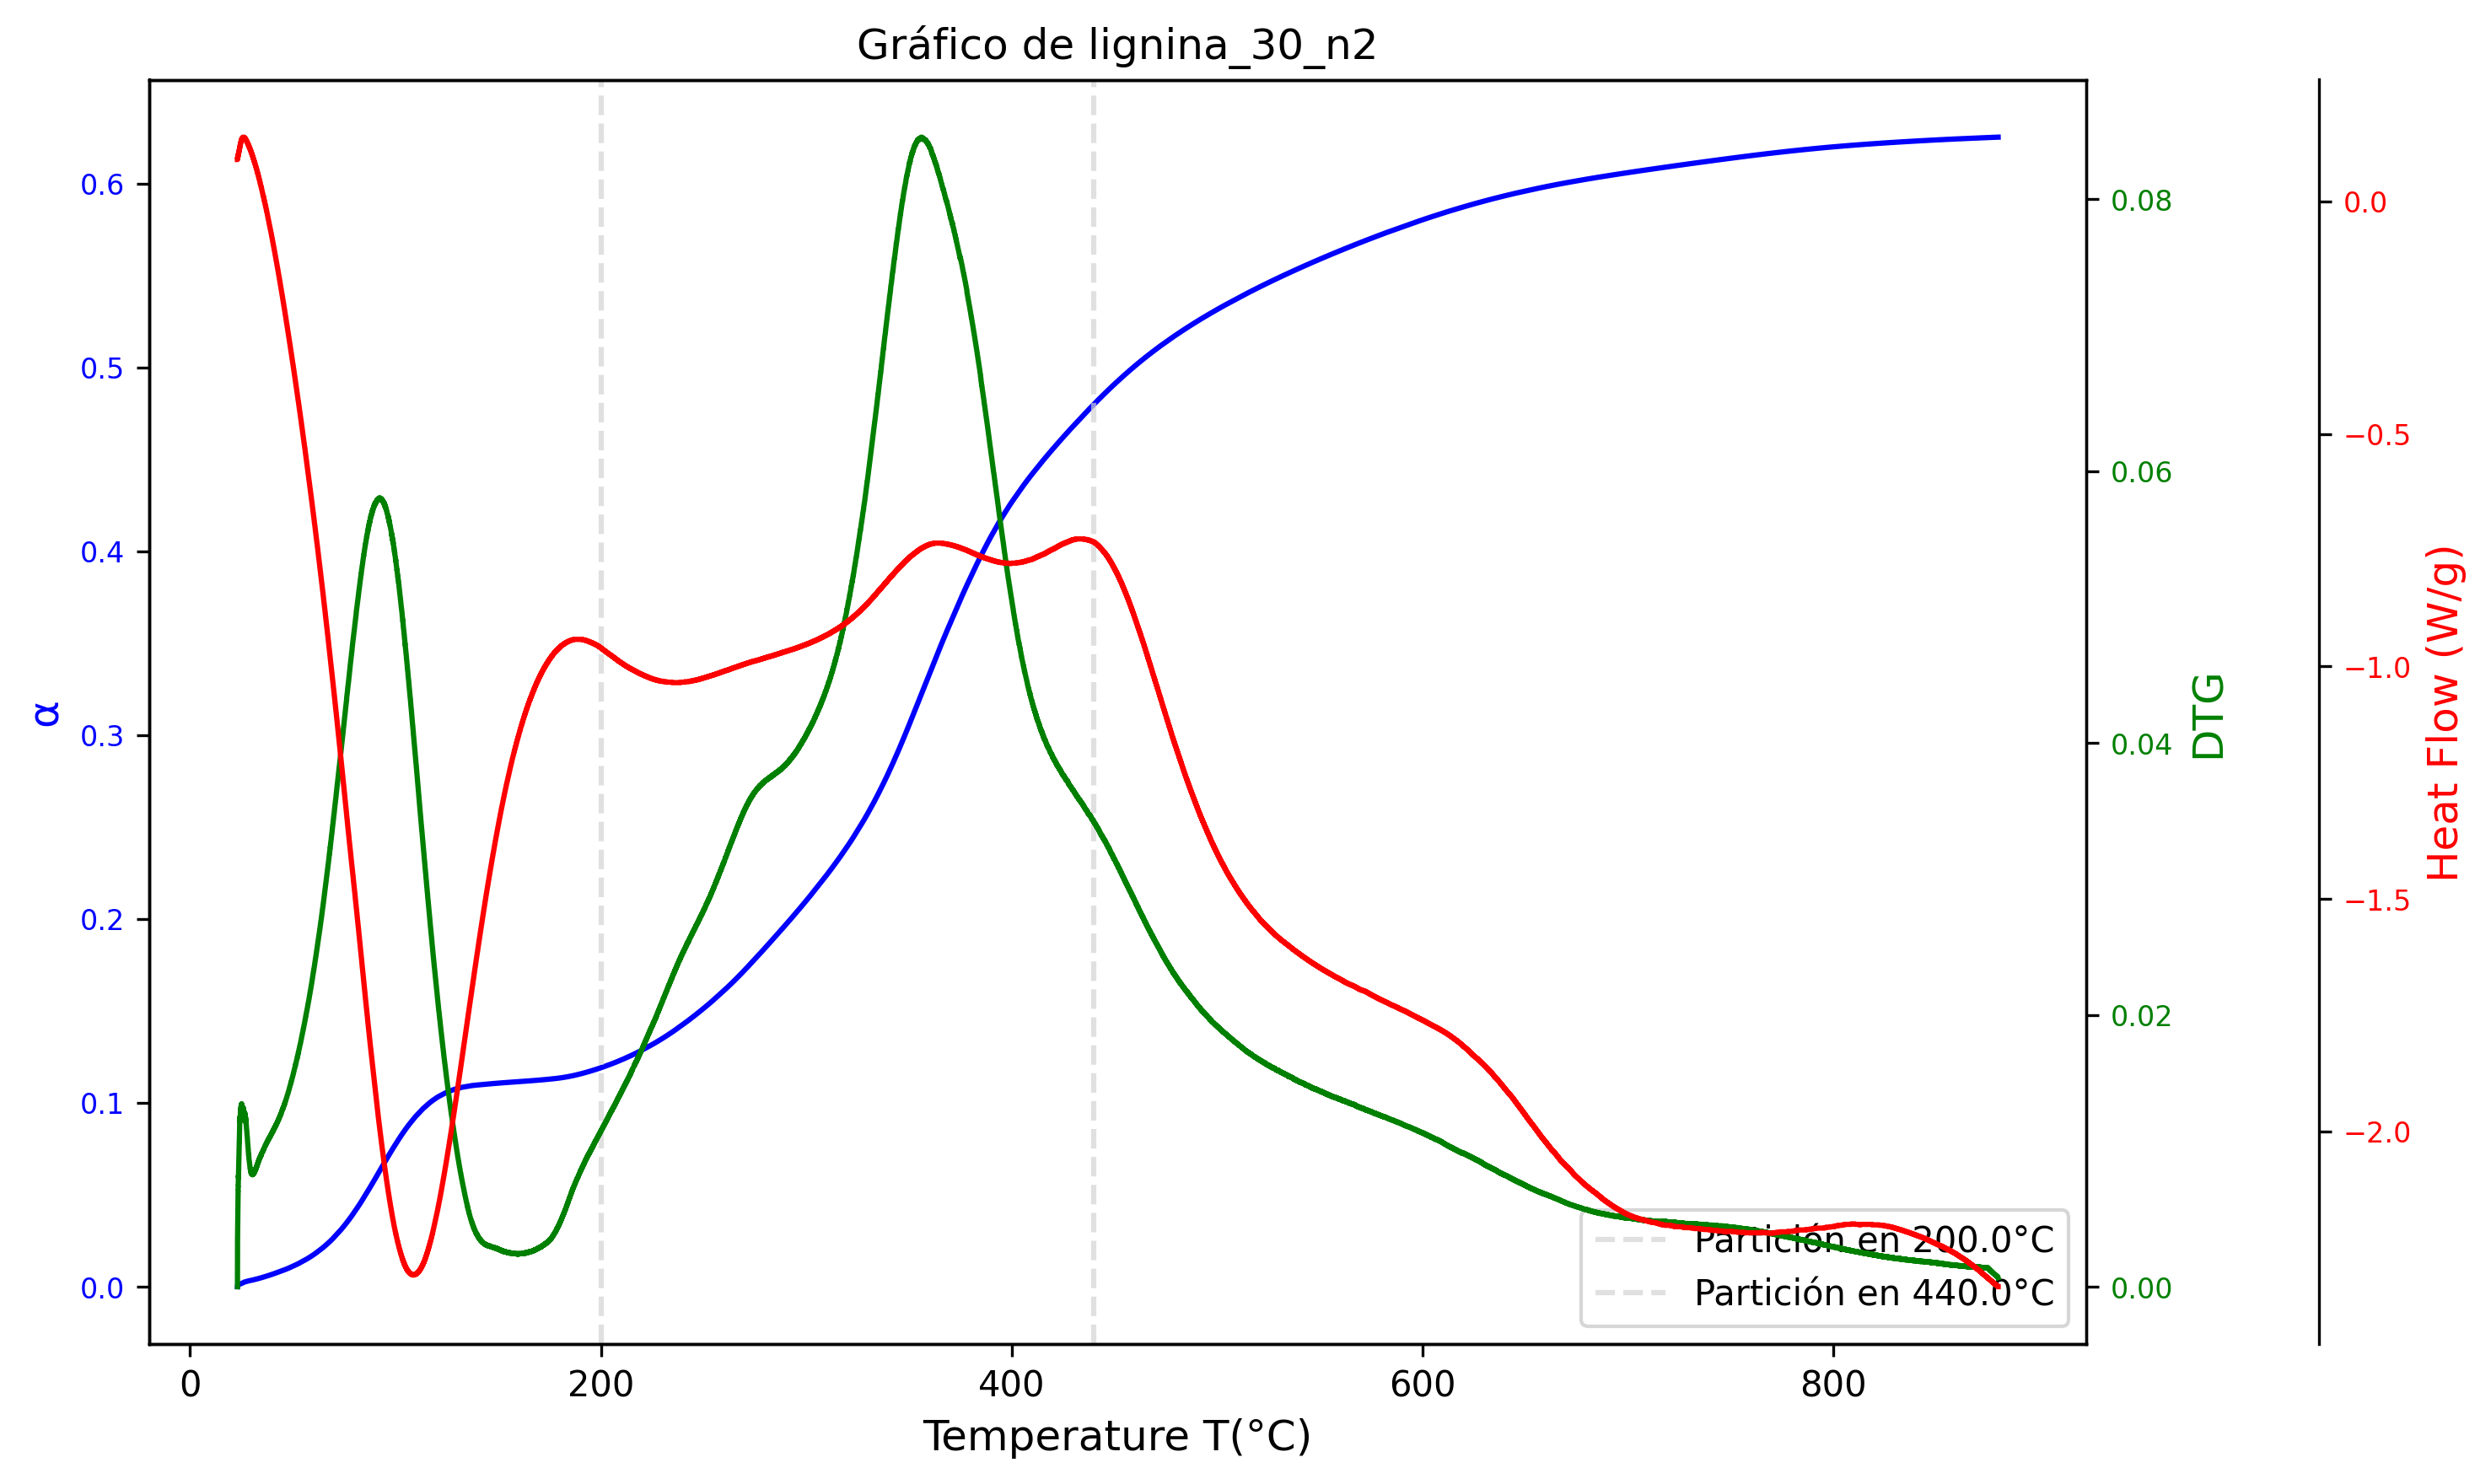 Gráfico de lignina_30_n2
α
0.6
0.5
0.4
0.3
0.2
0.1
0.0
0.08
0.06
0.04
0.02
0.00
DTG
0.0
−0.5
−1.0
−1.5
−2.0
Heat Flow (W/g)
Partición en 200.0°C
Partición en 440.0°C
0 200 400 600 800
Temperature T(°C)